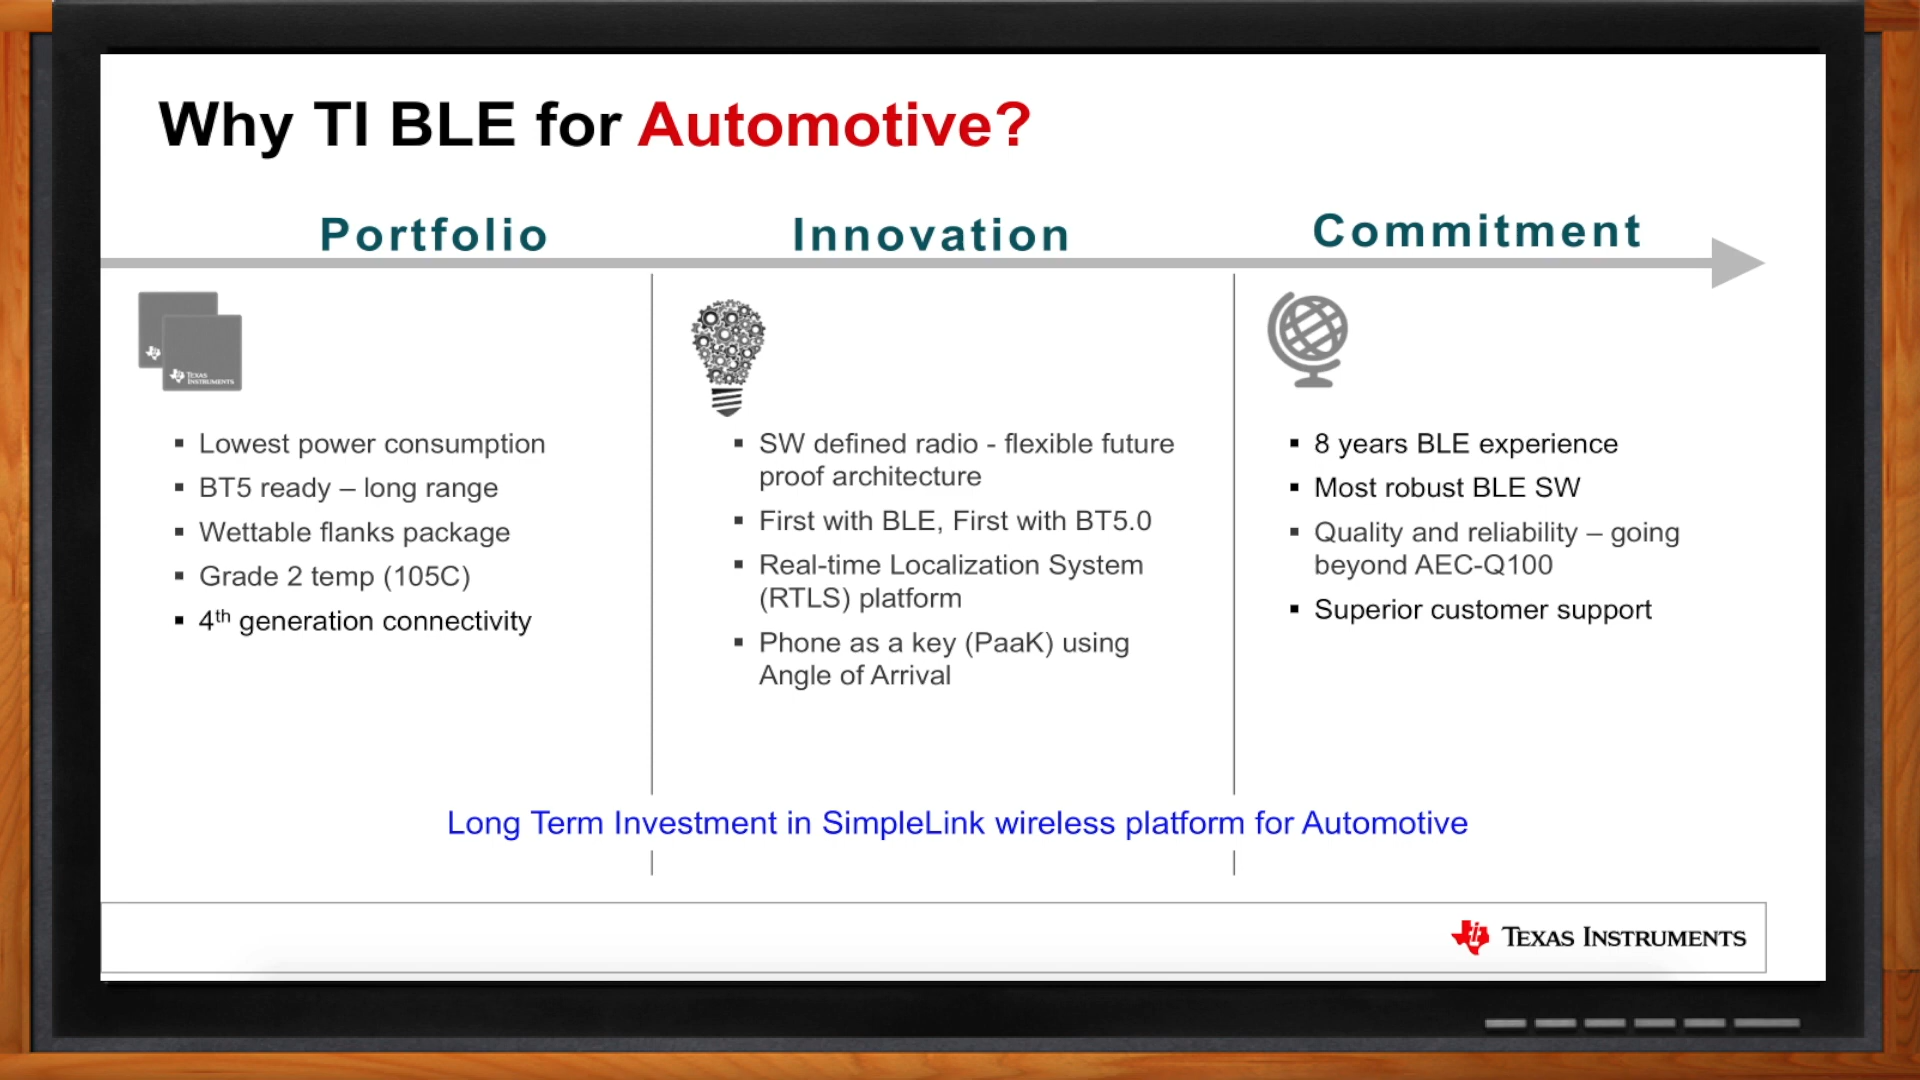 Why TI BLE for Automotive?
Portfolio
Innovation
Commitment
TEXAS INSTRUMENTS
▪ Lowest power consumption
▪ BT5 ready – long range
▪ Wettable flanks package
▪ Grade 2 temp (105C)
▪ 4th generation connectivity
▪ SW defined radio - flexible future
proof architecture
▪ First with BLE, First with BT5.0
▪ Real-time Localization System
(RTLS) platform
▪ Phone as a key (PaaK) using
Angle of Arrival
▪ 8 years BLE experience
▪ Most robust BLE SW
▪ Quality and reliability – going
beyond AEC-Q100
▪ Superior customer support
Long Term Investment in SimpleLink wireless platform for Automotive
TEXAS INSTRUMENTS